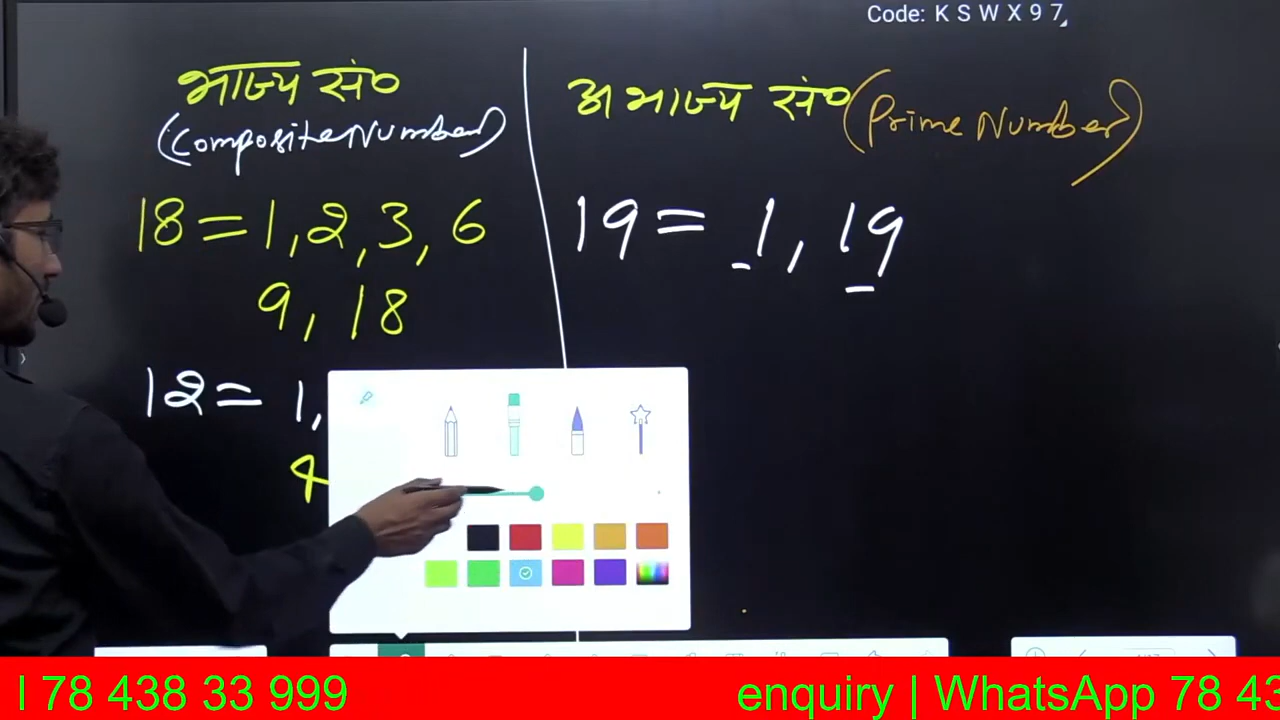 Code: K S W X 9 7
भाज्य सं०
(Composite Number)
18 = 1, 2, 3, 6
9, 18
12 = 1,
अभाज्य सं० (Prime Number)
19 = 1, 19
l 78 438 33 999
enquiry | WhatsApp 78 43